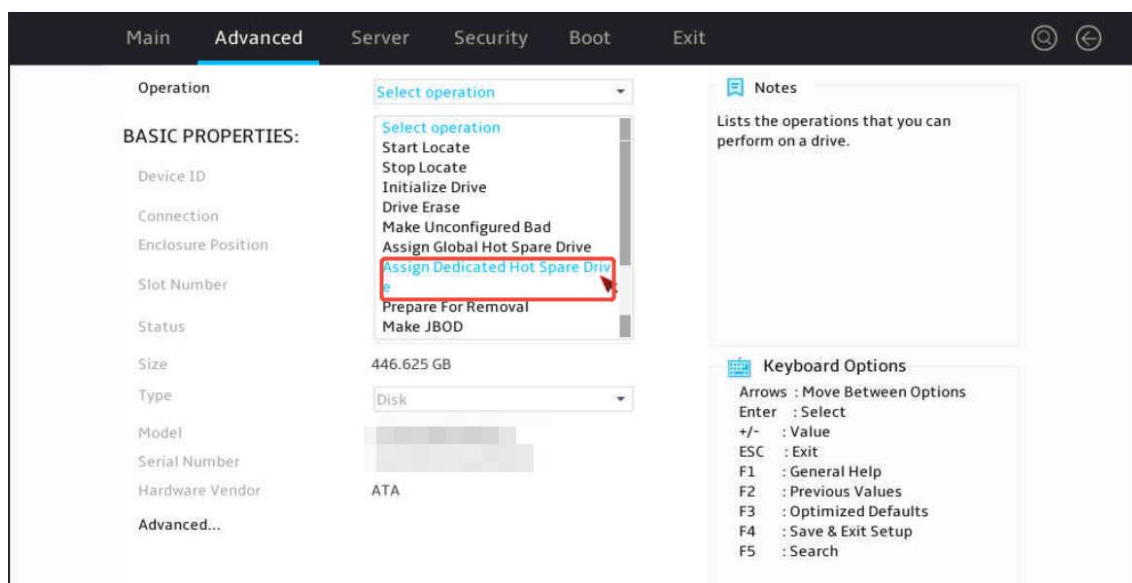 Main Advanced Server Security Boot Exit
Operation
Select operation
BASIC PROPERTIES:
Select operation
Start Locate
Stop Locate
Initialize Drive
Drive Erase
Make Unconfigured Bad
Assign Global Hot Spare Drive
Assign Dedicated Hot Spare Driv
e
Prepare For Removal
Make JBOD
Device ID
Connection
Enclosure Position
Slot Number
Status
Size 446.625 GB
Type Disk
Model
Serial Number
Hardware Vendor ATA
Advanced...
Notes
Lists the operations that you can
perform on a drive.
Keyboard Options
Arrows : Move Between Options
Enter : Select
+/- : Value
ESC : Exit
F1 : General Help
F2 : Previous Values
F3 : Optimized Defaults
F4 : Save & Exit Setup
F5 : Search